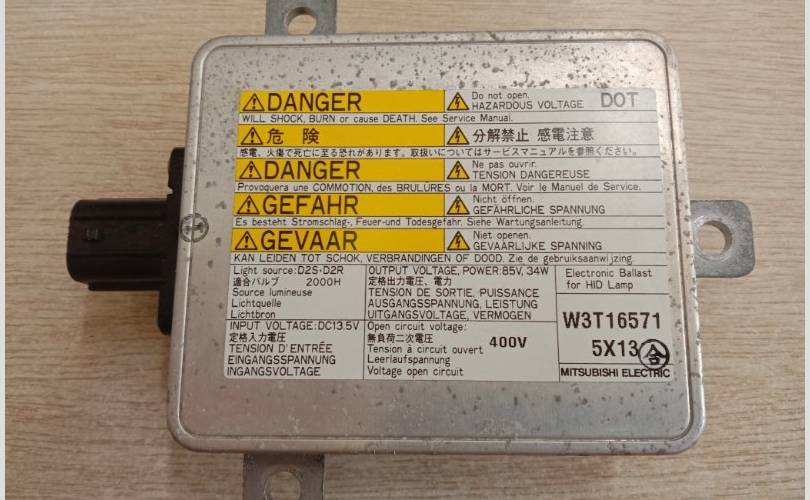 DANGER
Do not open.
HAZARDOUS VOLTAGE DOT
WILL SHOCK, BURN or cause DEATH. See Service Manual.
危 険
分解禁止 感電注意
感電、火傷で死亡に至る恐れがあります。取扱いについてはサービスマニュアルを参照ください。
DANGER
Ne pas ouvrir.
TENSION DANGEREUSE
Provoquera une COMMOTION, des BRULURES ou la MORT. Voir le Manuel de Service.
GEFAHR
Nicht öffnen.
GEFÄHRLICHE SPANNUNG
Es besteht Stromschlag-, Feuer-und Todesgefahr. Siehe Wartungsanleitung.
GEVAAR
Niet openen.
GEVAARLIJKE SPANNING
KAN LEIDEN TOT SCHOK, VERBRANDINGEN OF DOOD. Zie de gebruiksaanwijzing.
Light source: D2S·D2R
適合バルブ 2000H
Source lumineuse
Lichtquelle
Lichtbron
OUTPUT VOLTAGE, POWER: 85V, 34W
定格出力電圧、電力
TENSION DE SORTIE, PUISSANCE
AUSGANGSSPANNUNG, LEISTUNG
UITGANGSVOLTAGE, VERMOGEN
Electronic Ballast
for HID Lamp
INPUT VOLTAGE: DC13.5V
定格入力電圧
TENSION D'ENTRÉE
EINGANGSSPANNUNG
INGANGSVOLTAGE
Open circuit voltage:
無負荷二次電圧
400V
Tension à circuit ouvert
Leerlaufspannung
Voltage open circuit
W3T16571
5X13
合
MITSUBISHI ELECTRIC